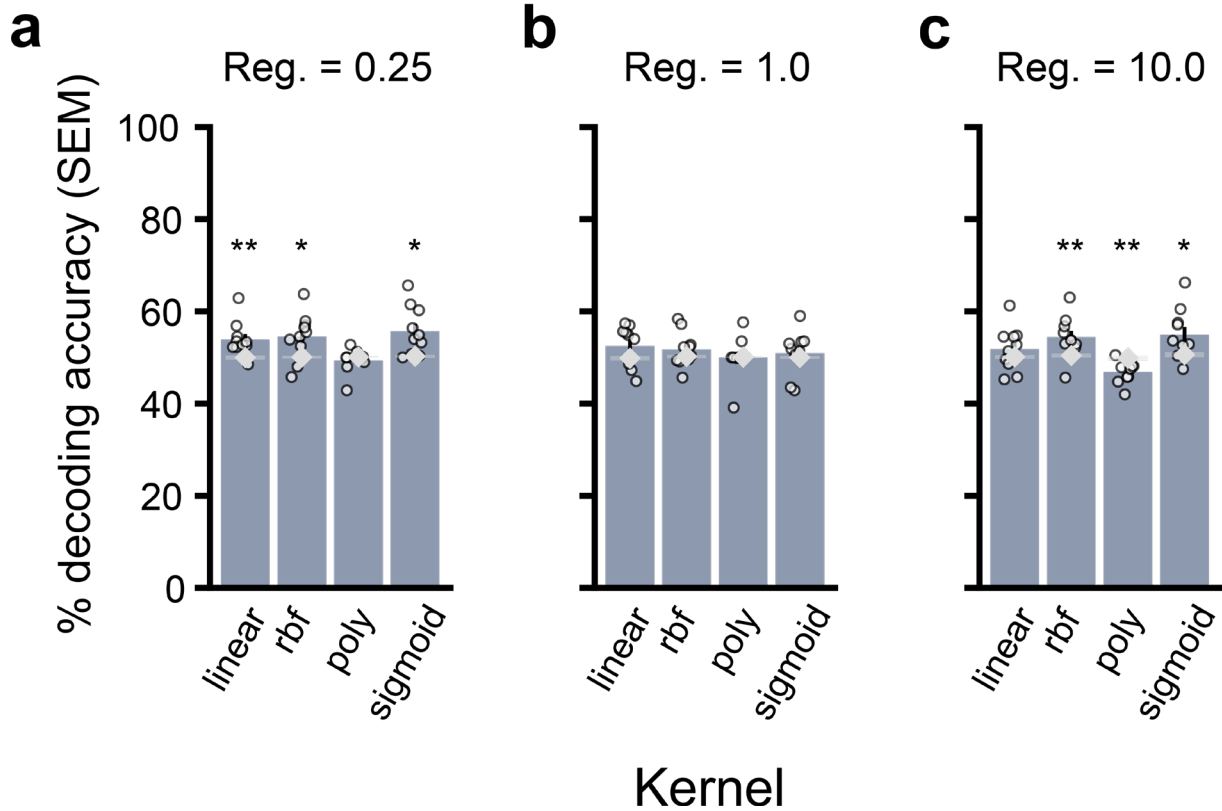 a
b
c
Reg. = 0.25
Reg. = 1.0
Reg. = 10.0
% decoding accuracy (SEM)
100
80
60
40
20
0
** * *
** ** *
linear
rbf
poly
sigmoid
linear
rbf
poly
sigmoid
linear
rbf
poly
sigmoid
Kernel